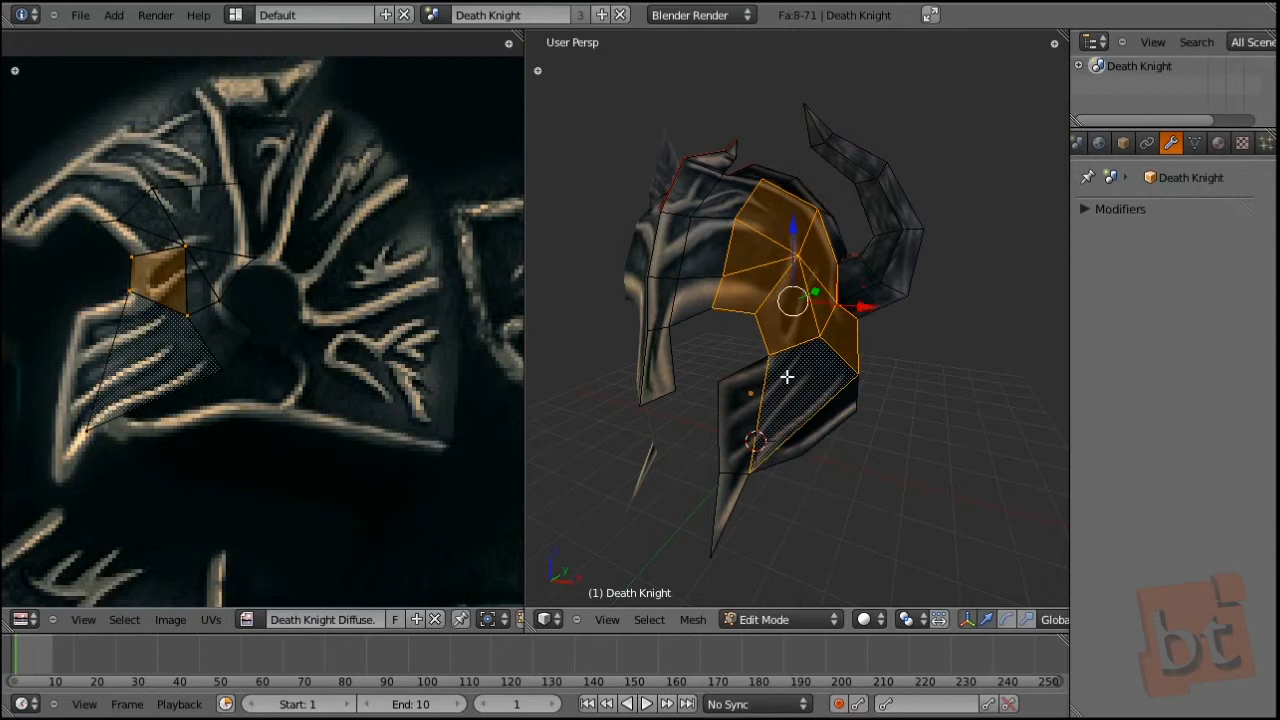 File Add Render Help Default Death Knight 3 Blender Render Fa:8-71 | Death Knight
User Persp
View Search All Scene
Death Knight
Death Knight
Modifiers
z
y
x
(1) Death Knight
View Select Image UVs Death Knight Diffuse. F View Select Mesh Edit Mode Globa
10 20 30 40 50 60 70 80 90 100 110 120 130 140 150 160 170 180 190 200 210 220 230 240 250
View Frame Playback Start: 1 End: 10 1 No Sync
bt